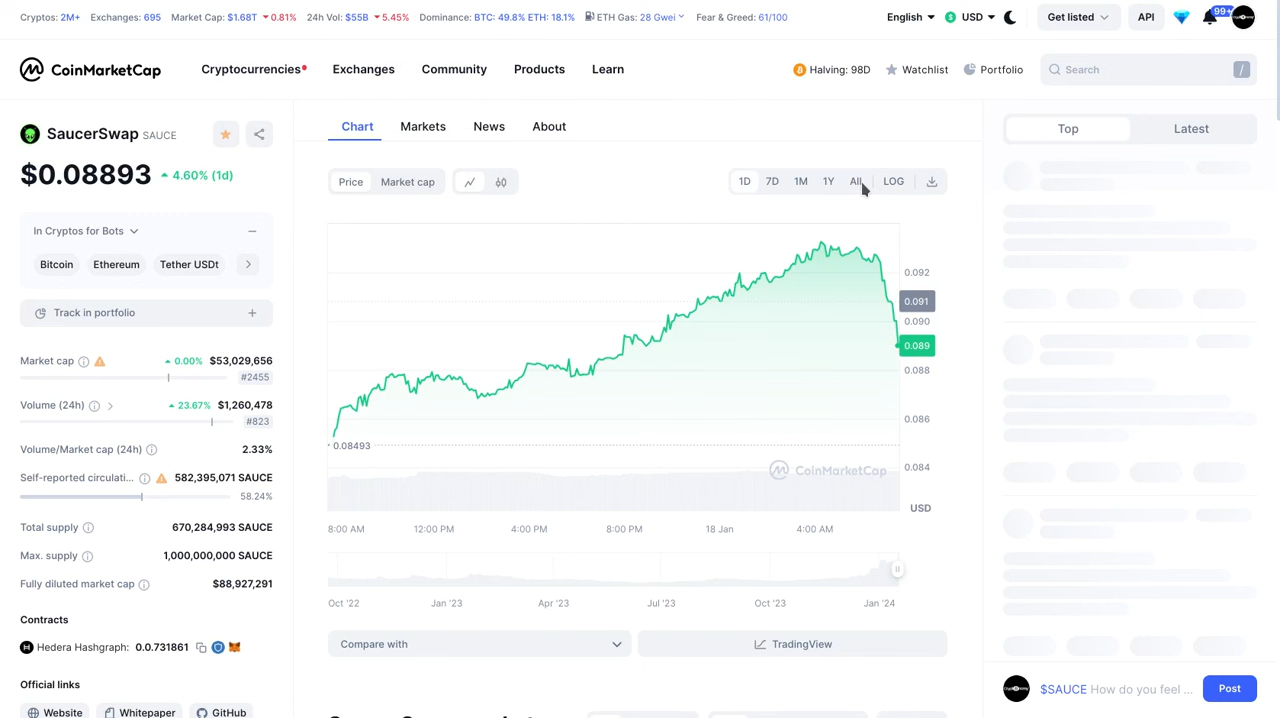 Cryptos: 2M+ Exchanges: 695 Market Cap: $1.68T 0.81% 24h Vol: $55B 5.45% Dominance: BTC: 49.8% ETH: 18.1% ETH Gas: 28 Gwei Fear & Greed: 61/100
English USD Get listed API 99+
CoinMarketCap Cryptocurrencies Exchanges Community Products Learn
Halving: 98D Watchlist Portfolio Search /
SaucerSwap SAUCE
$0.08893 4.60% (1d)
In Cryptos for Bots
Bitcoin Ethereum Tether USDt
Track in portfolio +
Market cap 0.00% $53,029,656
#2455
Volume (24h) 23.67% $1,260,478
#823
Volume/Market cap (24h) 2.33%
Self-reported circulati... 582,395,071 SAUCE
58.24%
Total supply 670,284,993 SAUCE
Max. supply 1,000,000,000 SAUCE
Fully diluted market cap $88,927,291
Contracts
Hedera Hashgraph: 0.0.731861
Official links
Website Whitepaper GitHub
Chart Markets News About
Price Market cap
1D 7D 1M 1Y All LOG
0.092
0.091
0.090
0.089
0.088
0.086
0.08493
0.084
CoinMarketCap
USD
8:00 AM 12:00 PM 4:00 PM 8:00 PM 18 Jan 4:00 AM
Oct '22 Jan '23 Apr '23 Jul '23 Oct '23 Jan '24
Compare with TradingView
Top Latest
$SAUCE How do you feel ... Post